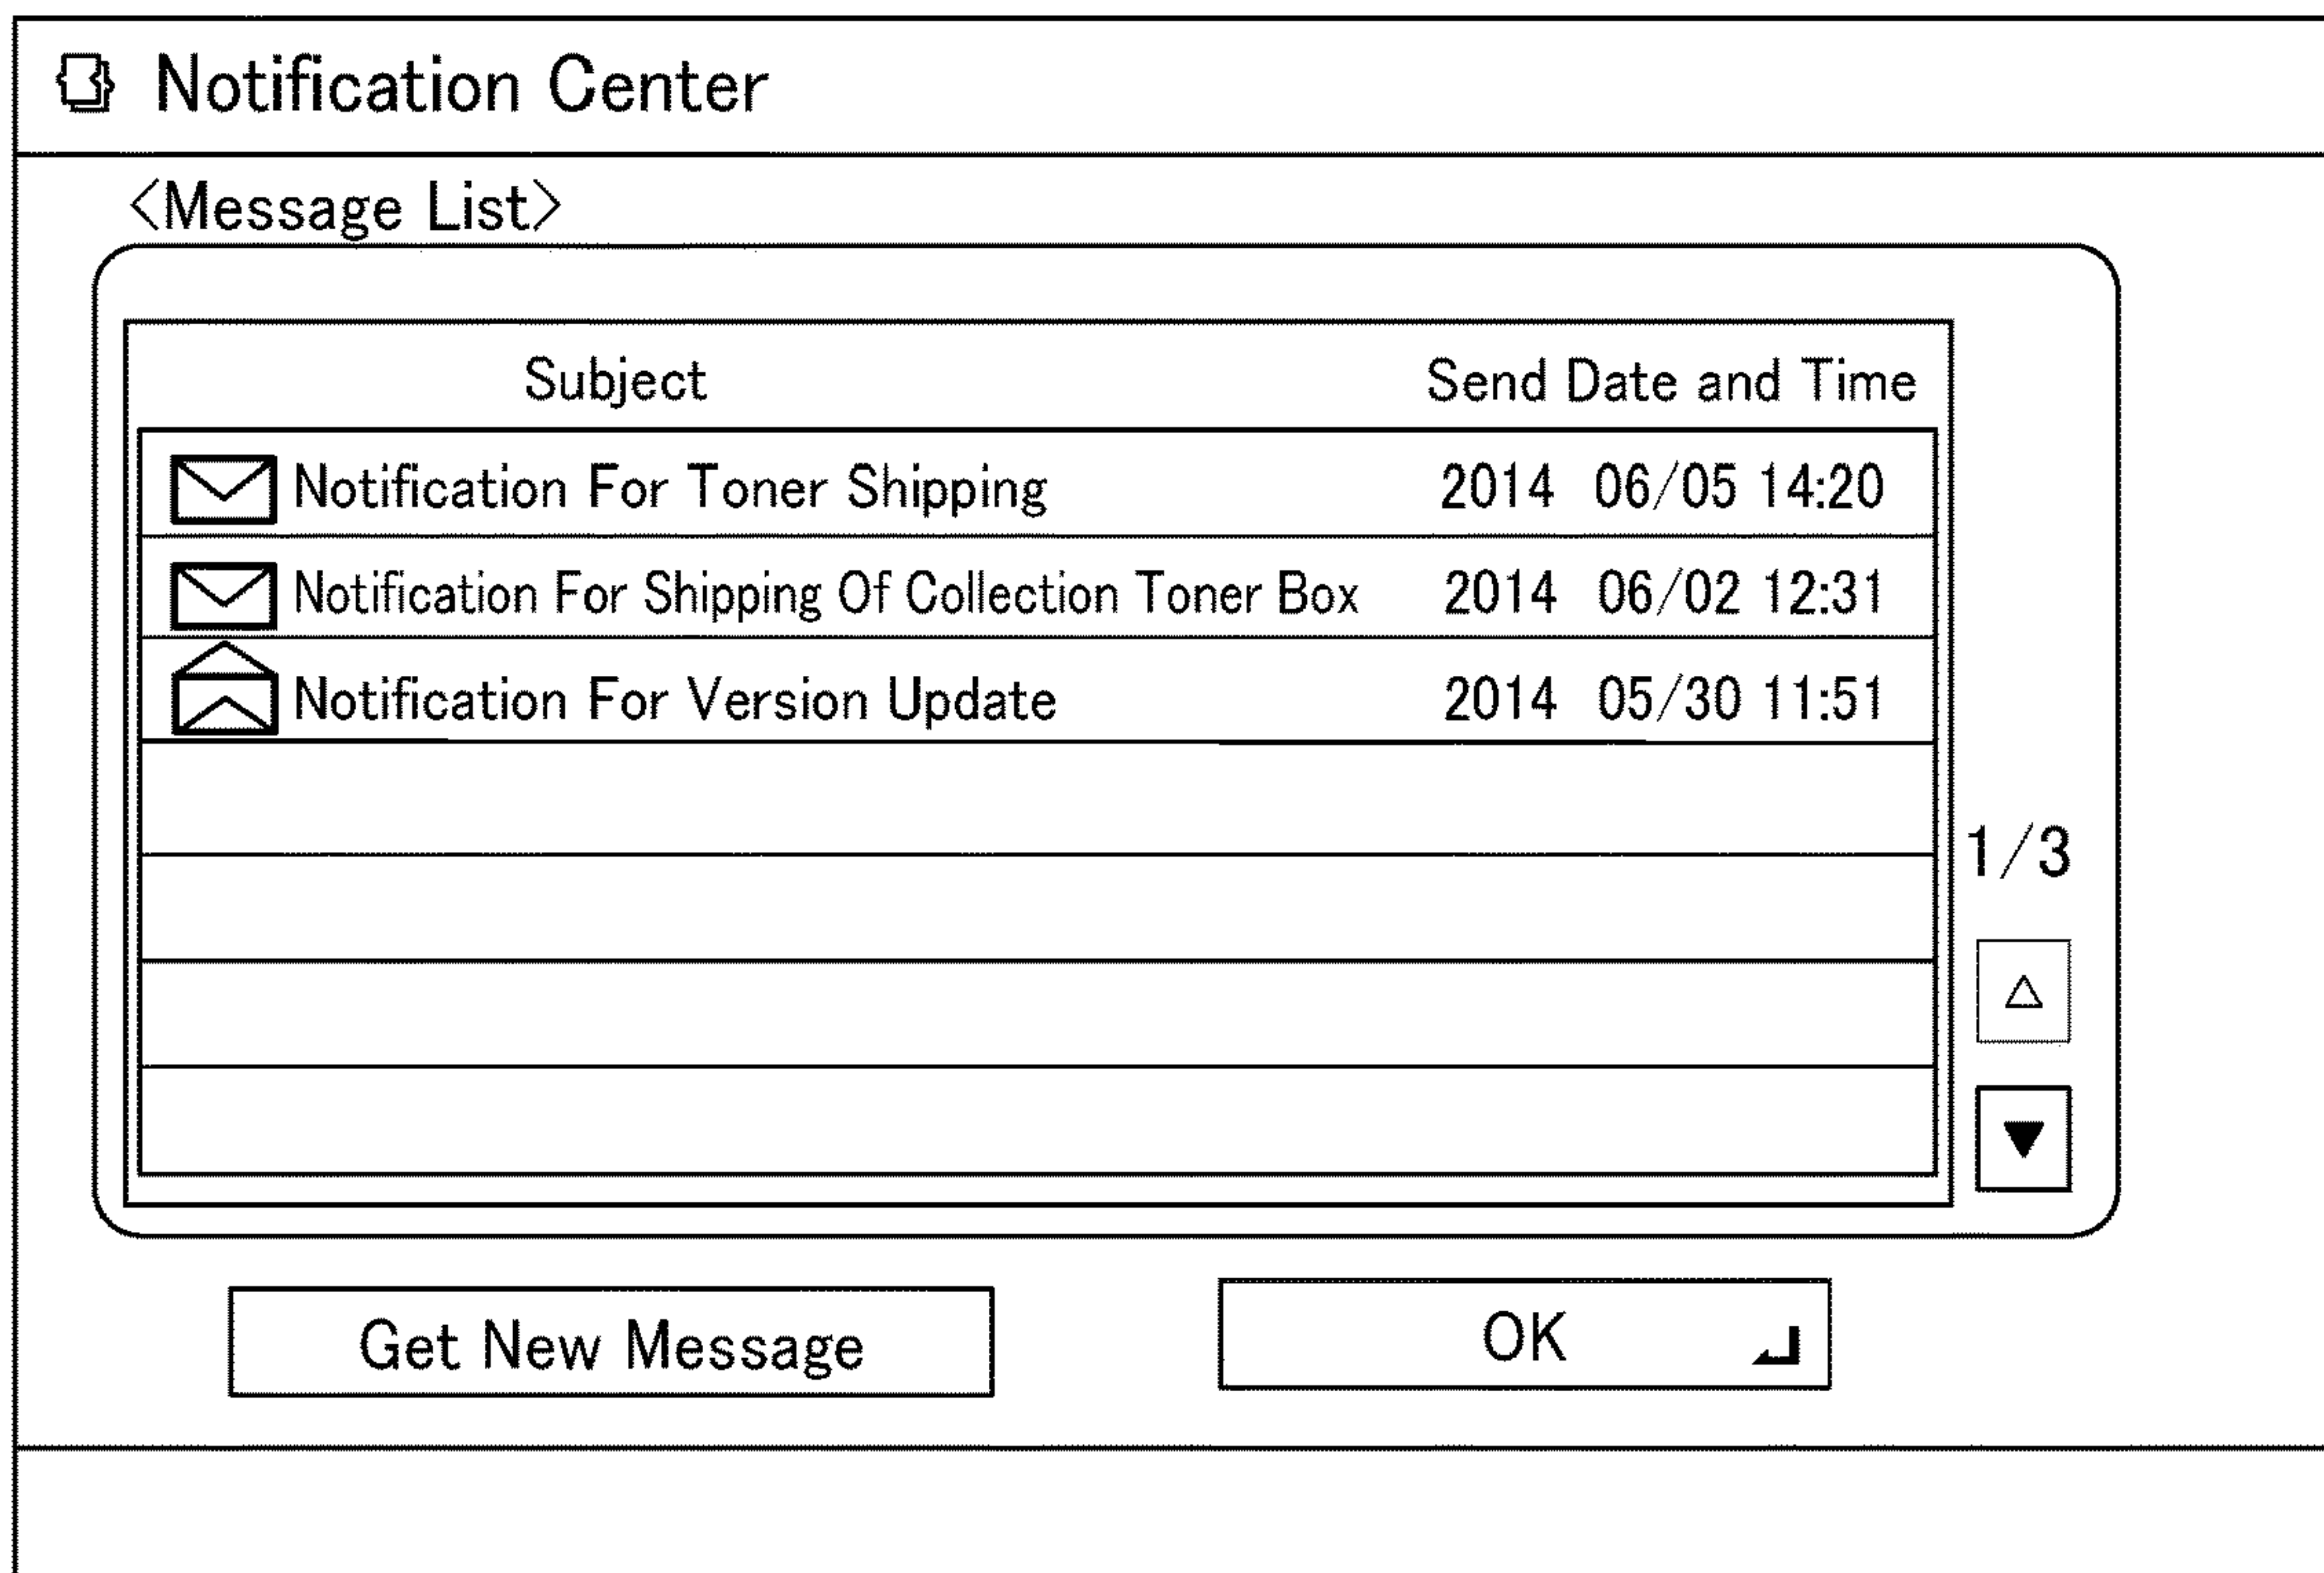 Notification Center
<Message List>
Subject Send Date and Time
Notification For Toner Shipping 2014 06/05 14:20
Notification For Shipping Of Collection Toner Box 2014 06/02 12:31
Notification For Version Update 2014 05/30 11:51
1/3
Get New Message OK